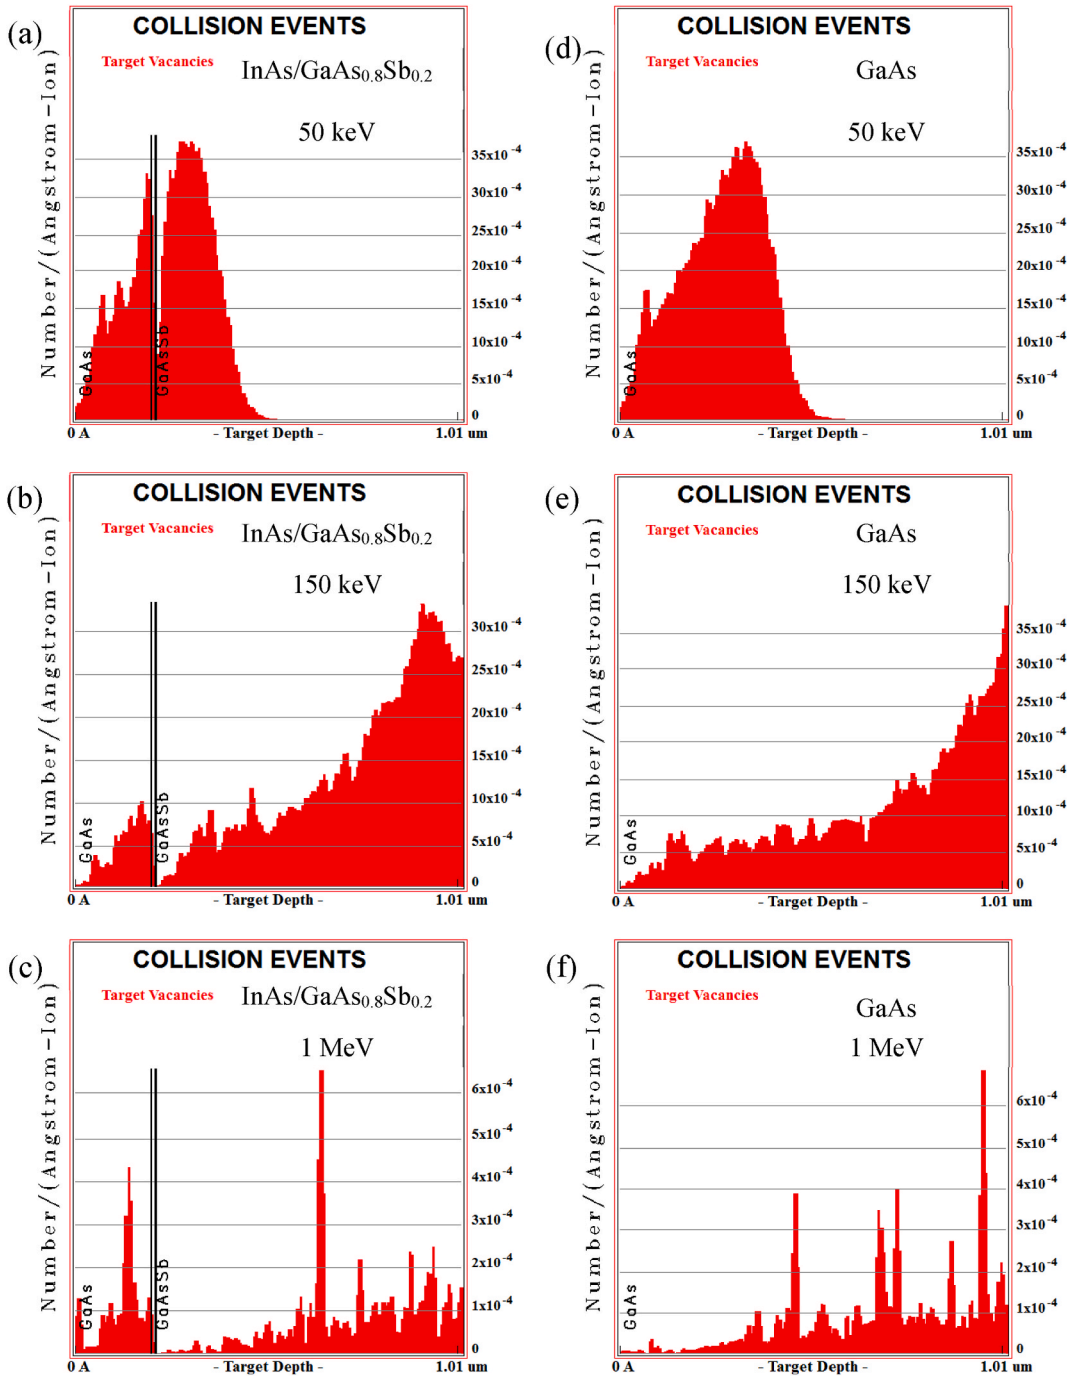 (a)
COLLISION EVENTS
Target Vacancies
InAs/GaAs0.8Sb0.2
50 keV
Number/(Angstrom-Ion)
35x10-4
30x10-4
25x10-4
20x10-4
15x10-4
10x10-4
5x10-4
0
GaAs
GaAsSb
0 A
- Target Depth -
1.01 um
(d)
COLLISION EVENTS
Target Vacancies
GaAs
50 keV
Number/(Angstrom-Ion)
35x10-4
30x10-4
25x10-4
20x10-4
15x10-4
10x10-4
5x10-4
0
GaAs
0 A
- Target Depth -
1.01 um
(b)
COLLISION EVENTS
Target Vacancies
InAs/GaAs0.8Sb0.2
150 keV
Number/(Angstrom-Ion)
30x10-4
25x10-4
20x10-4
15x10-4
10x10-4
5x10-4
0
GaAs
GaAsSb
0 A
- Target Depth -
1.01 um
(e)
COLLISION EVENTS
Target Vacancies
GaAs
150 keV
Number/(Angstrom-Ion)
35x10-4
30x10-4
25x10-4
20x10-4
15x10-4
10x10-4
5x10-4
0
GaAs
0 A
- Target Depth -
1.01 um
(c)
COLLISION EVENTS
Target Vacancies
InAs/GaAs0.8Sb0.2
1 MeV
Number/(Angstrom-Ion)
6x10-4
5x10-4
4x10-4
3x10-4
2x10-4
1x10-4
0
GaAs
GaAsSb
0 A
- Target Depth -
1.01 um
(f)
COLLISION EVENTS
Target Vacancies
GaAs
1 MeV
Number/(Angstrom-Ion)
6x10-4
5x10-4
4x10-4
3x10-4
2x10-4
1x10-4
0
GaAs
0 A
- Target Depth -
1.01 um